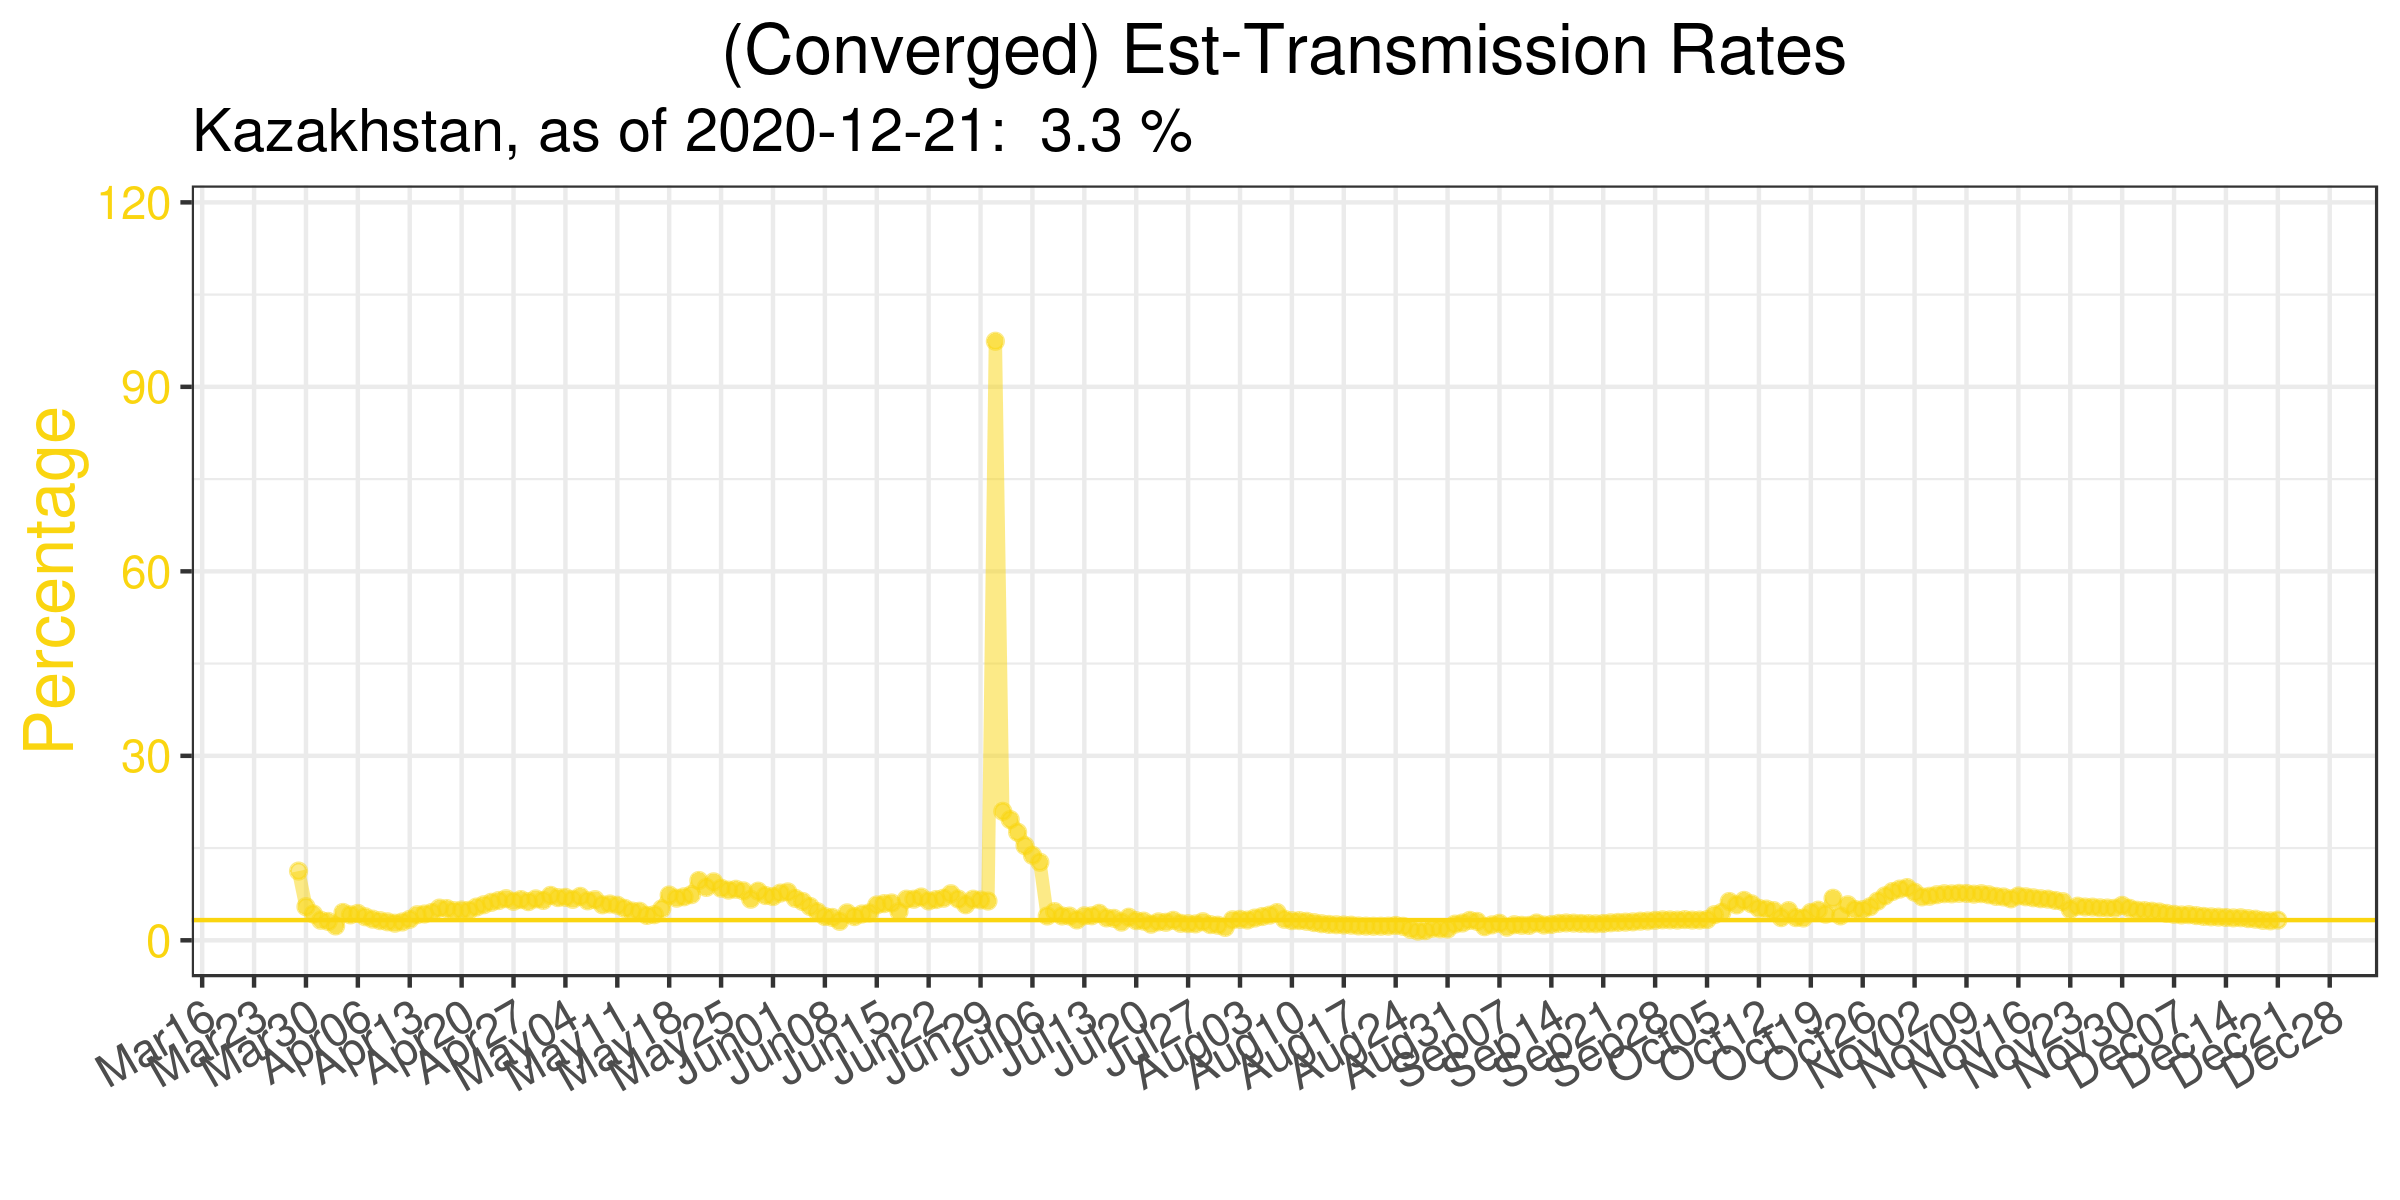 (Converged) Est-Transmission Rates
Kazakhstan, as of 2020-12-21:  3.3 %
Percentage
120
90
60
30
0
Mar16
Mar23
Mar30
Apr06
Apr13
Apr20
Apr27
May04
May11
May18
May25
Jun01
Jun08
Jun15
Jun22
Jun29
Jul06
Jul13
Jul20
Jul27
Aug03
Aug10
Aug17
Aug24
Aug31
Sep07
Sep14
Sep21
Sep28
Oct05
Oct12
Oct19
Oct26
Nov02
Nov09
Nov16
Nov23
Nov30
Dec07
Dec14
Dec21
Dec28